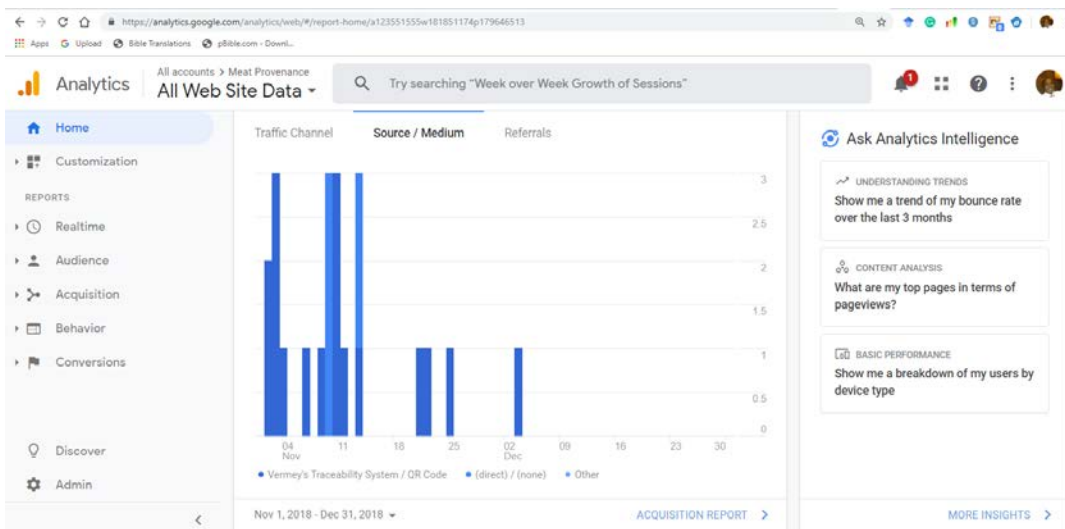 https://analytics.google.com/analytics/web/#/report-home/a123551555w181851174p179646513
Apps Upload Bible Translations pBible.com - Downl...
Analytics
All accounts > Meat Provenance
All Web Site Data
Try searching "Week over Week Growth of Sessions"
1
Home
Customization
REPORTS
Realtime
Audience
Acquisition
Behavior
Conversions
Discover
Admin
Traffic Channel Source / Medium Referrals
3
2.5
2
1.5
1
0.5
0
04 11 18 25 02 09 16 23 30
Nov Dec
Vermey's Traceability System / QR Code (direct) / (none) Other
Nov 1, 2018 - Dec 31, 2018 ACQUISITION REPORT
Ask Analytics Intelligence
UNDERSTANDING TRENDS
Show me a trend of my bounce rate
over the last 3 months
CONTENT ANALYSIS
What are my top pages in terms of
pageviews?
BASIC PERFORMANCE
Show me a breakdown of my users by
device type
MORE INSIGHTS